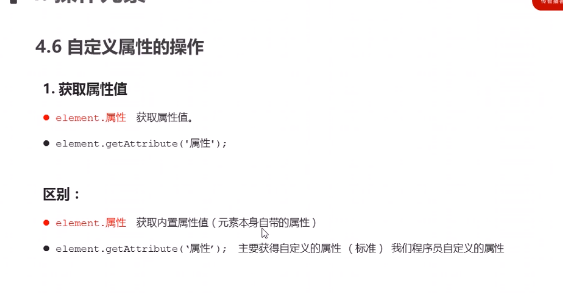 4.6 自定义属性的操作
1. 获取属性值
element.属性 获取属性值。
element.getAttribute('属性');
区别：
element.属性 获取内置属性值（元素本身自带的属性）
element.getAttribute('属性'); 主要获得自定义的属性 （标准） 我们程序员自定义的属性